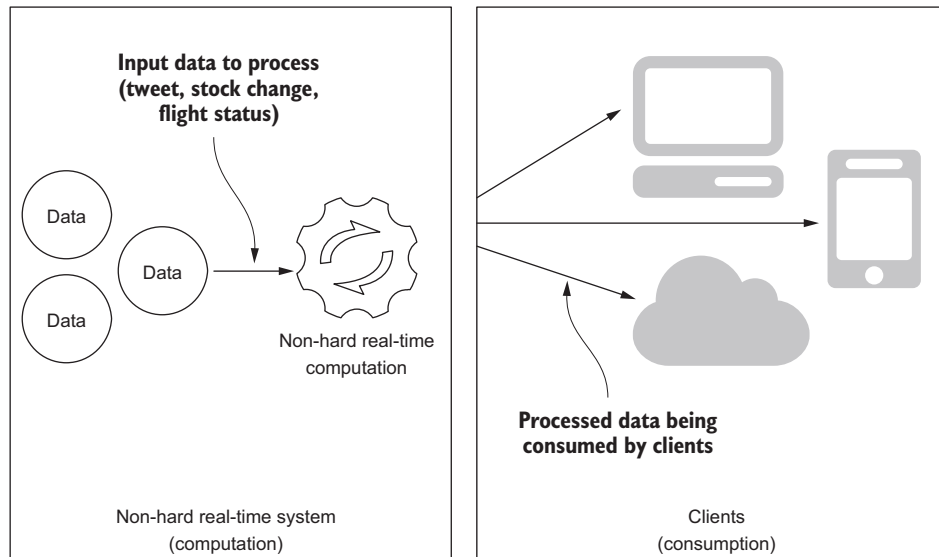 Input data to process
(tweet, stock change,
flight status)
Data
Data
Data
Non-hard real-time
computation
Non-hard real-time system
(computation)
Processed data being
consumed by clients
Clients
(consumption)